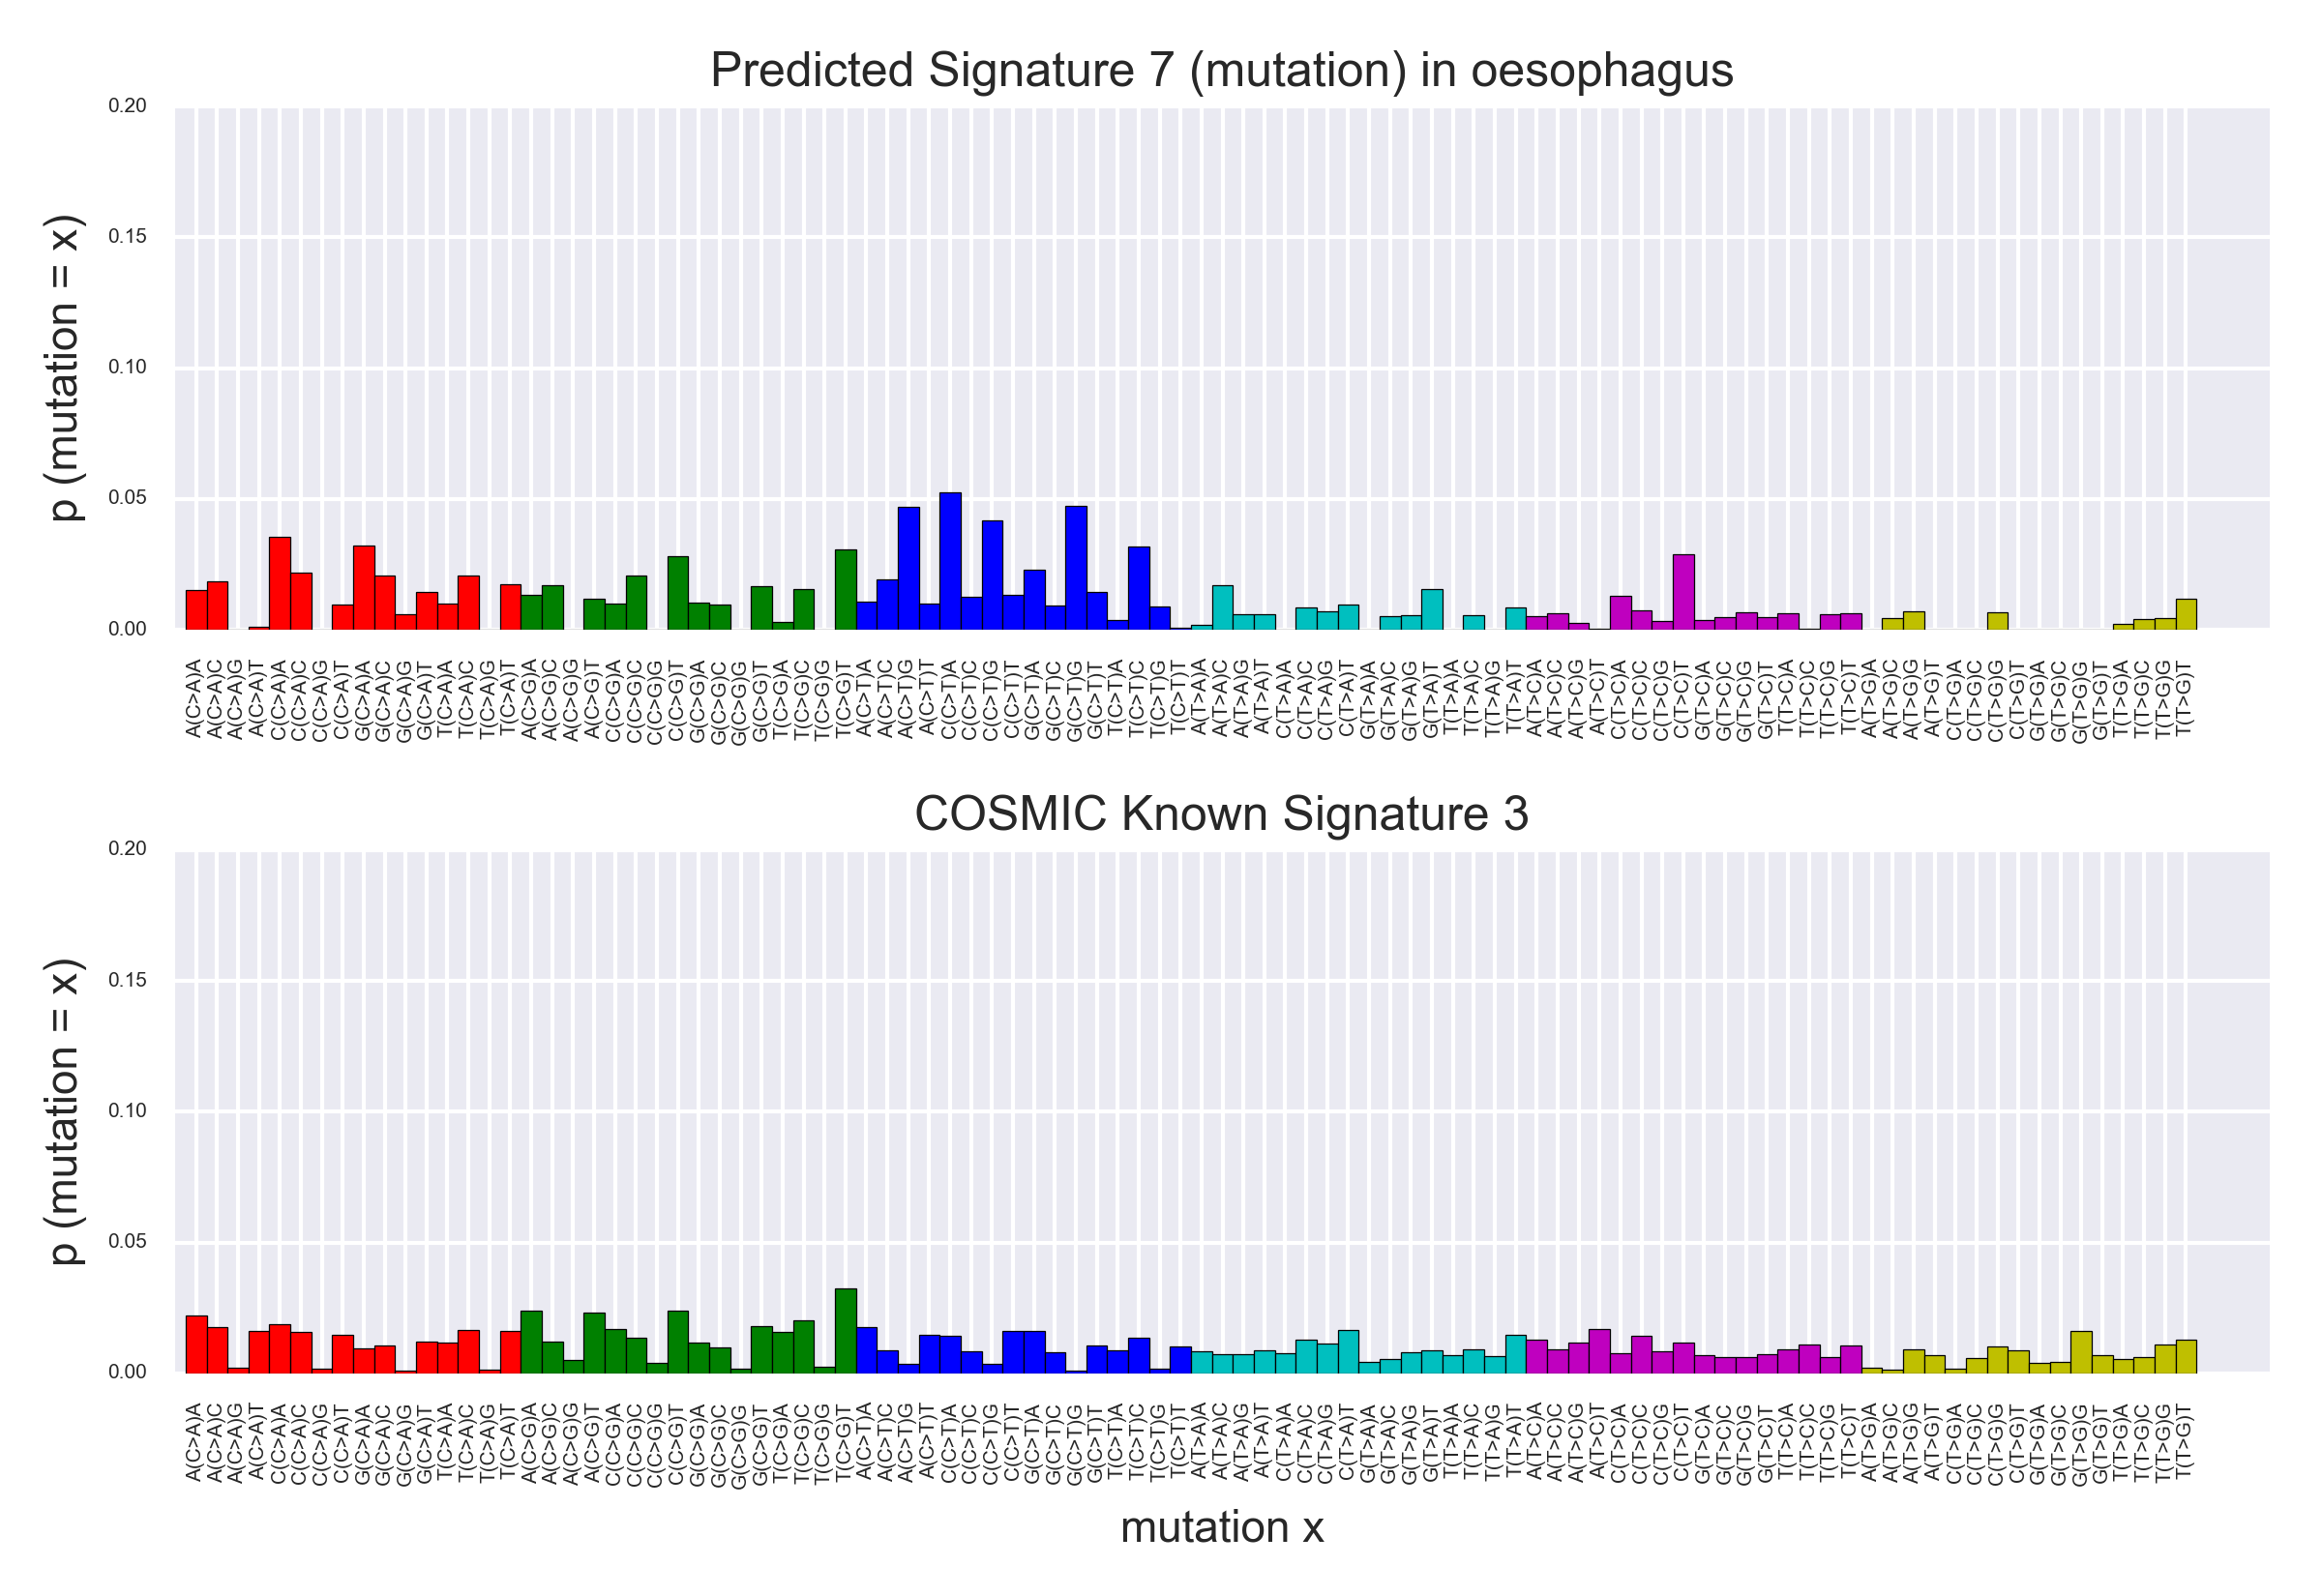 Predicted Signature 7 (mutation) in oesophagus
p (mutation = x)
0.20
0.15
0.10
0.05
0.00
A(C>A)A A(C>A)C A(C>A)G A(C>A)T C(C>A)A C(C>A)C C(C>A)G C(C>A)T G(C>A)A G(C>A)C G(C>A)G G(C>A)T T(C>A)A T(C>A)C T(C>A)G T(C>A)T A(C>G)A A(C>G)C A(C>G)G A(C>G)T C(C>G)A C(C>G)C C(C>G)G C(C>G)T G(C>G)A G(C>G)C G(C>G)G G(C>G)T T(C>G)A T(C>G)C T(C>G)G T(C>G)T A(C>T)A A(C>T)C A(C>T)G A(C>T)T C(C>T)A C(C>T)C C(C>T)G C(C>T)T G(C>T)A G(C>T)C G(C>T)G G(C>T)T T(C>T)A T(C>T)C T(C>T)G T(C>T)T A(T>A)A A(T>A)C A(T>A)G A(T>A)T C(T>A)A C(T>A)C C(T>A)G C(T>A)T G(T>A)A G(T>A)C G(T>A)G G(T>A)T T(T>A)A T(T>A)C T(T>A)G T(T>A)T A(T>C)A A(T>C)C A(T>C)G A(T>C)T C(T>C)A C(T>C)C C(T>C)G C(T>C)T G(T>C)A G(T>C)C G(T>C)G G(T>C)T T(T>C)A T(T>C)C T(T>C)G T(T>C)T A(T>G)A A(T>G)C A(T>G)G A(T>G)T C(T>G)A C(T>G)C C(T>G)G C(T>G)T G(T>G)A G(T>G)C G(T>G)G G(T>G)T T(T>G)A T(T>G)C T(T>G)G T(T>G)T
COSMIC Known Signature 3
p (mutation = x)
0.20
0.15
0.10
0.05
0.00
A(C>A)A A(C>A)C A(C>A)G A(C>A)T C(C>A)A C(C>A)C C(C>A)G C(C>A)T G(C>A)A G(C>A)C G(C>A)G G(C>A)T T(C>A)A T(C>A)C T(C>A)G T(C>A)T A(C>G)A A(C>G)C A(C>G)G A(C>G)T C(C>G)A C(C>G)C C(C>G)G C(C>G)T G(C>G)A G(C>G)C G(C>G)G G(C>G)T T(C>G)A T(C>G)C T(C>G)G T(C>G)T A(C>T)A A(C>T)C A(C>T)G A(C>T)T C(C>T)A C(C>T)C C(C>T)G C(C>T)T G(C>T)A G(C>T)C G(C>T)G G(C>T)T T(C>T)A T(C>T)C T(C>T)G T(C>T)T A(T>A)A A(T>A)C A(T>A)G A(T>A)T C(T>A)A C(T>A)C C(T>A)G C(T>A)T G(T>A)A G(T>A)C G(T>A)G G(T>A)T T(T>A)A T(T>A)C T(T>A)G T(T>A)T A(T>C)A A(T>C)C A(T>C)G A(T>C)T C(T>C)A C(T>C)C C(T>C)G C(T>C)T G(T>C)A G(T>C)C G(T>C)G G(T>C)T T(T>C)A T(T>C)C T(T>C)G T(T>C)T A(T>G)A A(T>G)C A(T>G)G A(T>G)T C(T>G)A C(T>G)C C(T>G)G C(T>G)T G(T>G)A G(T>G)C G(T>G)G G(T>G)T T(T>G)A T(T>G)C T(T>G)G T(T>G)T
mutation x